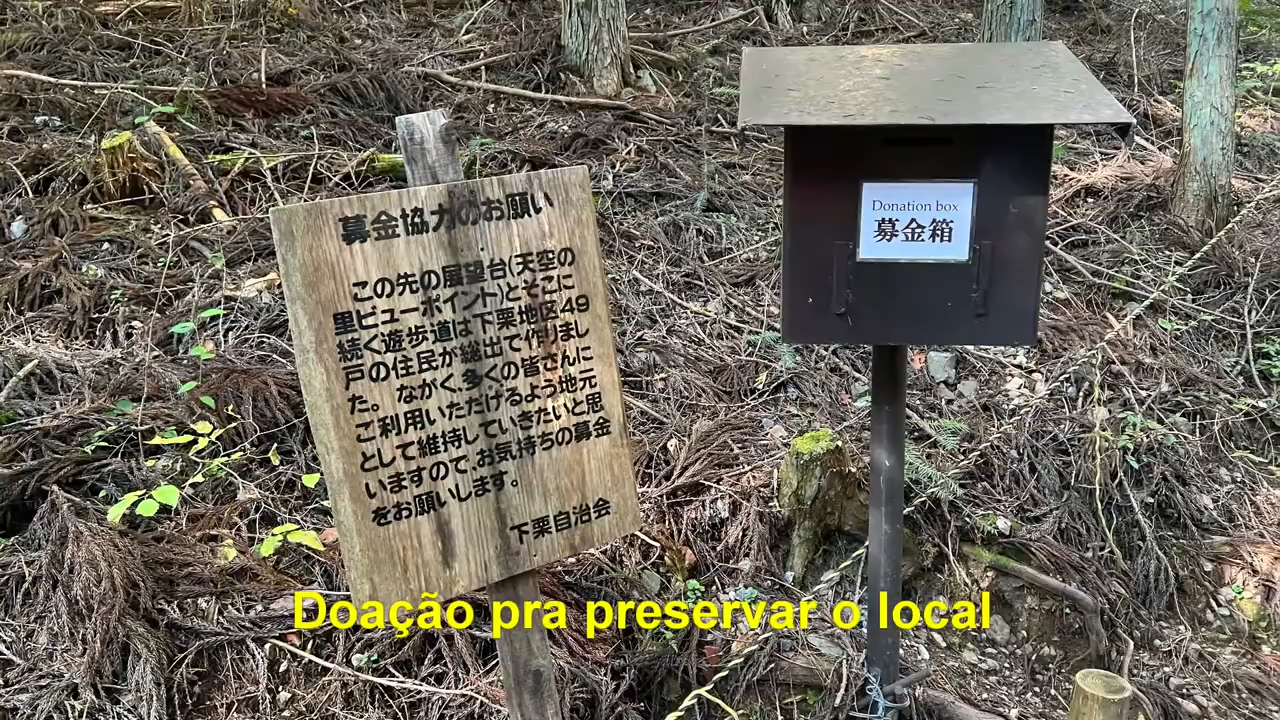 募金協力のお願い
この先の展望台(天空の
里ビューポイント)とそこに
続く遊歩道は下栗地区49
戸の住民が総出で作りまし
た。 ながく、多くの皆さんに
ご利用いただけるよう地元
として維持していきたいと思
いますので、お気持ちの募金
をお願いします。
下栗自治会
Donation box
募金箱
Doação pra preservar o local